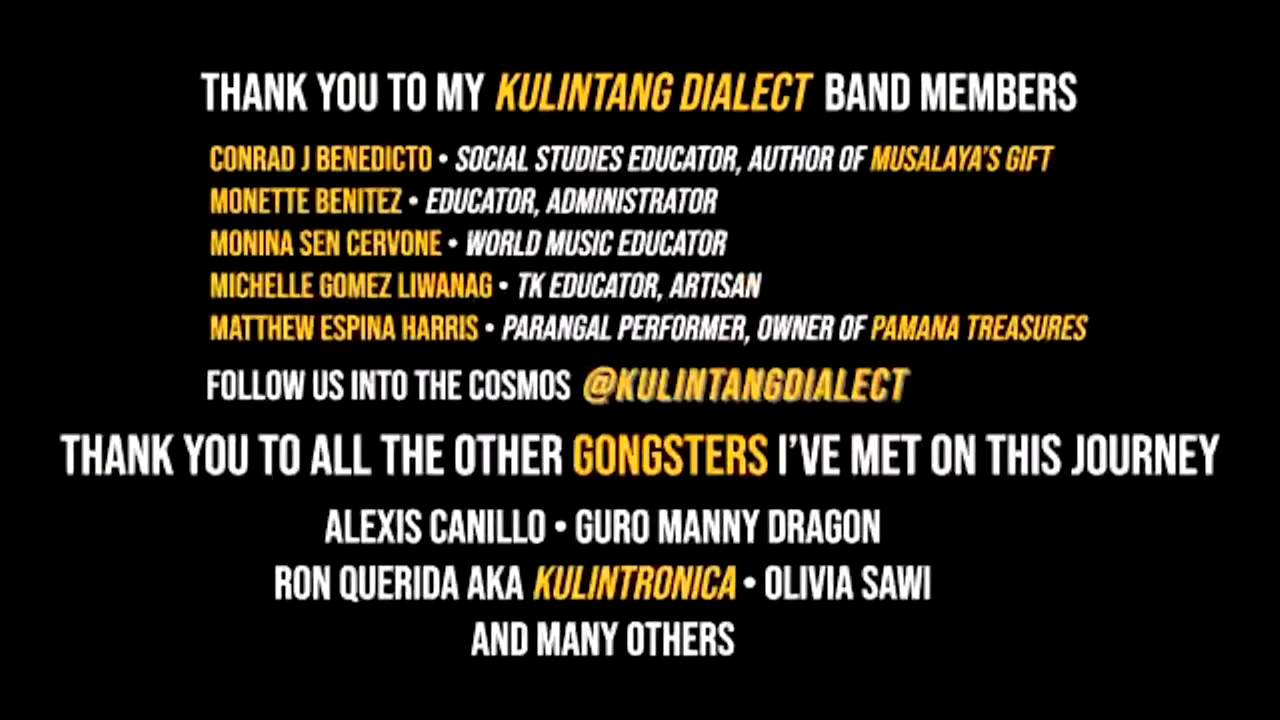 THANK YOU TO MY KULINTANG DIALECT BAND MEMBERS
CONRAD J BENEDICTO • SOCIAL STUDIES EDUCATOR, AUTHOR OF MUSALAYA'S GIFT
MONETTE BENITEZ • EDUCATOR, ADMINISTRATOR
MONINA SEN CERVONE • WORLD MUSIC EDUCATOR
MICHELLE GOMEZ LIWANAG • TK EDUCATOR, ARTISAN
MATTHEW ESPINA HARRIS • PARANGAL PERFORMER, OWNER OF PAMANA TREASURES
FOLLOW US INTO THE COSMOS @KULINTANGDIALECT
THANK YOU TO ALL THE OTHER GONGSTERS I'VE MET ON THIS JOURNEY
ALEXIS CANILLO • GURO MANNY DRAGON
RON QUERIDA AKA KULINTRONICA • OLIVIA SAWI
AND MANY OTHERS